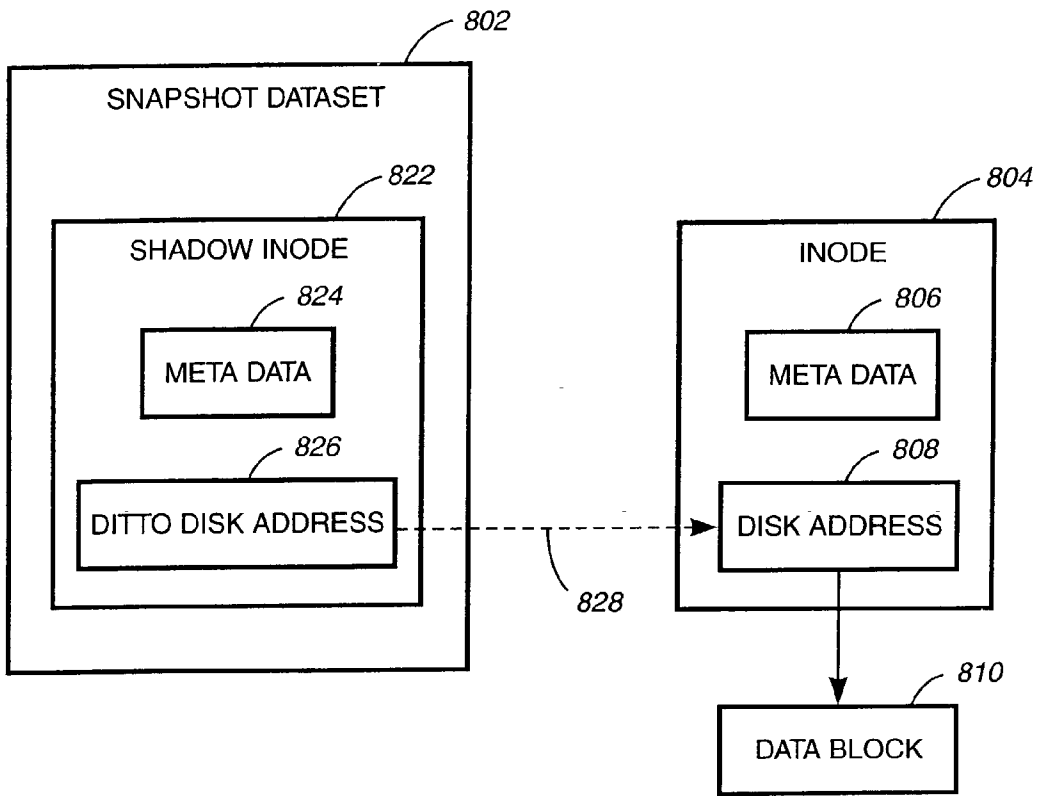 802
SNAPSHOT DATASET
822
804
SHADOW INODE
INODE
824
806
META DATA
META DATA
826
808
DITTO DISK ADDRESS
DISK ADDRESS
828
810
DATA BLOCK